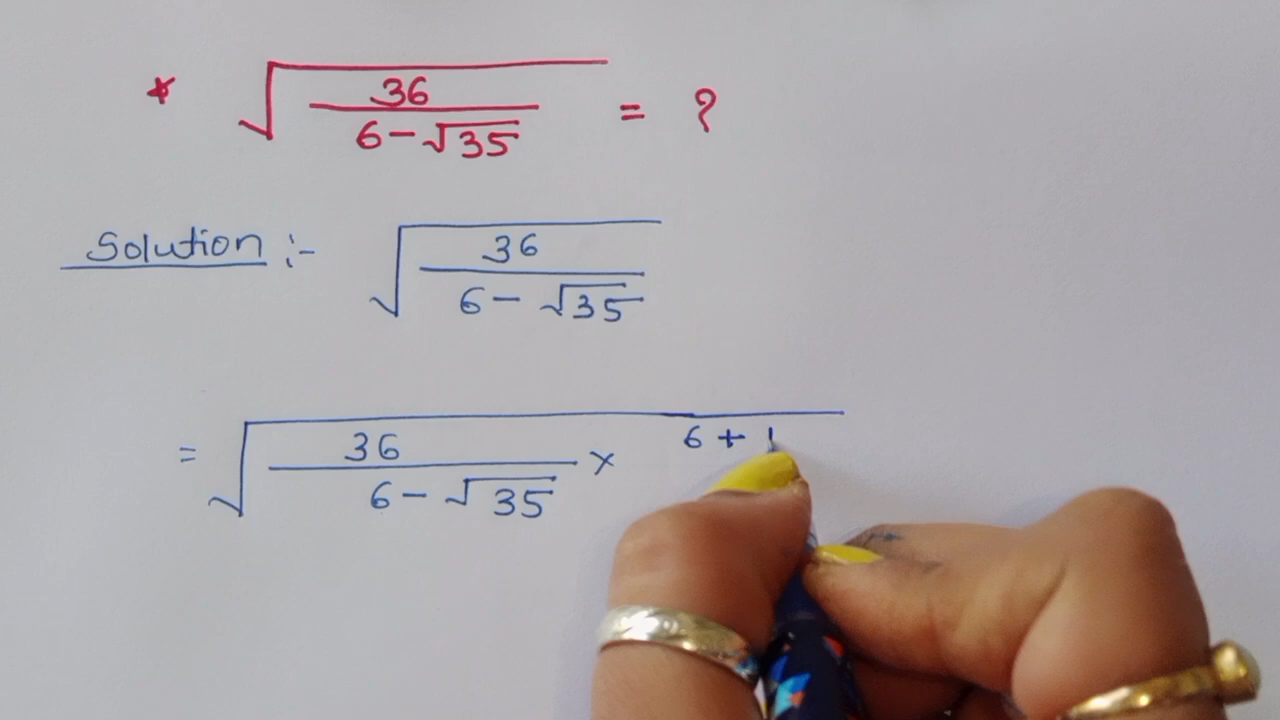 * √(36/(6-√35)) = ?
Solution :- √(36/(6-√35))
= √(36/(6-√35) × 6 +